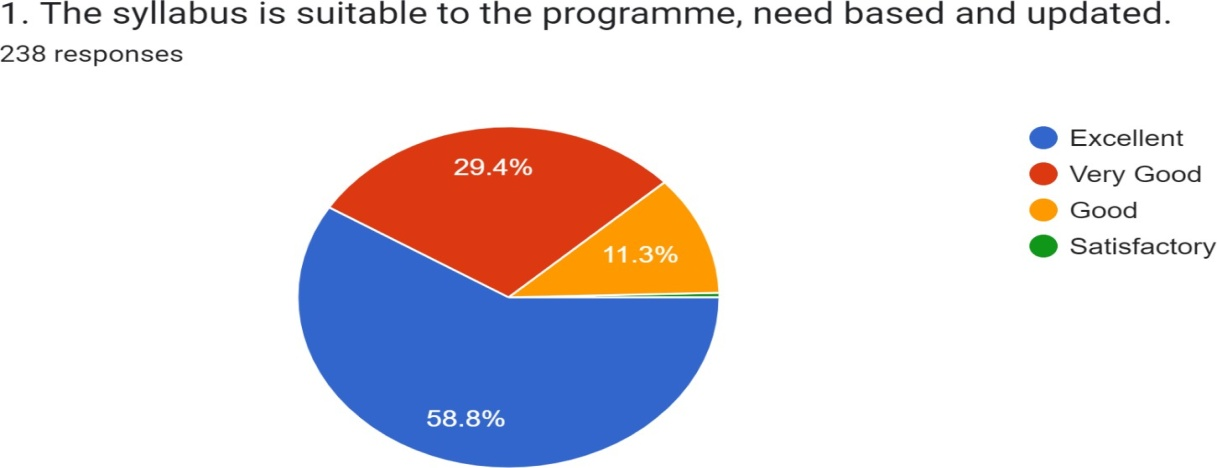 1. The syllabus is suitable to the programme, need based and updated.
238 responses
29.4%
11.3%
58.8%
Excellent
Very Good
Good
Satisfactory